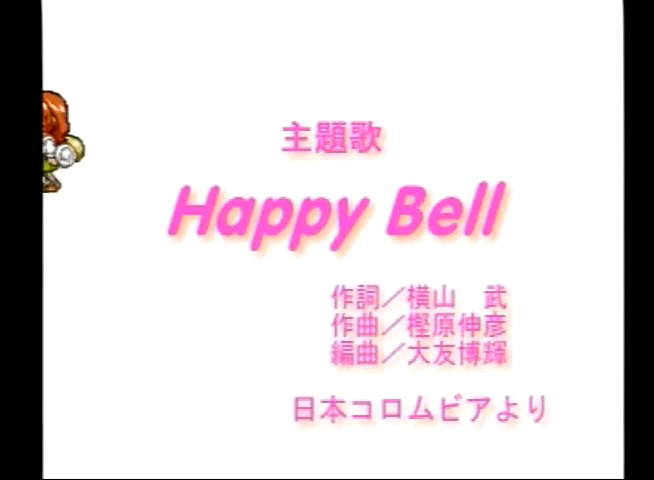 主題歌
Happy Bell
作詞／横山　武
作曲／樫原伸彦
編曲／大友博輝
日本コロムビアより